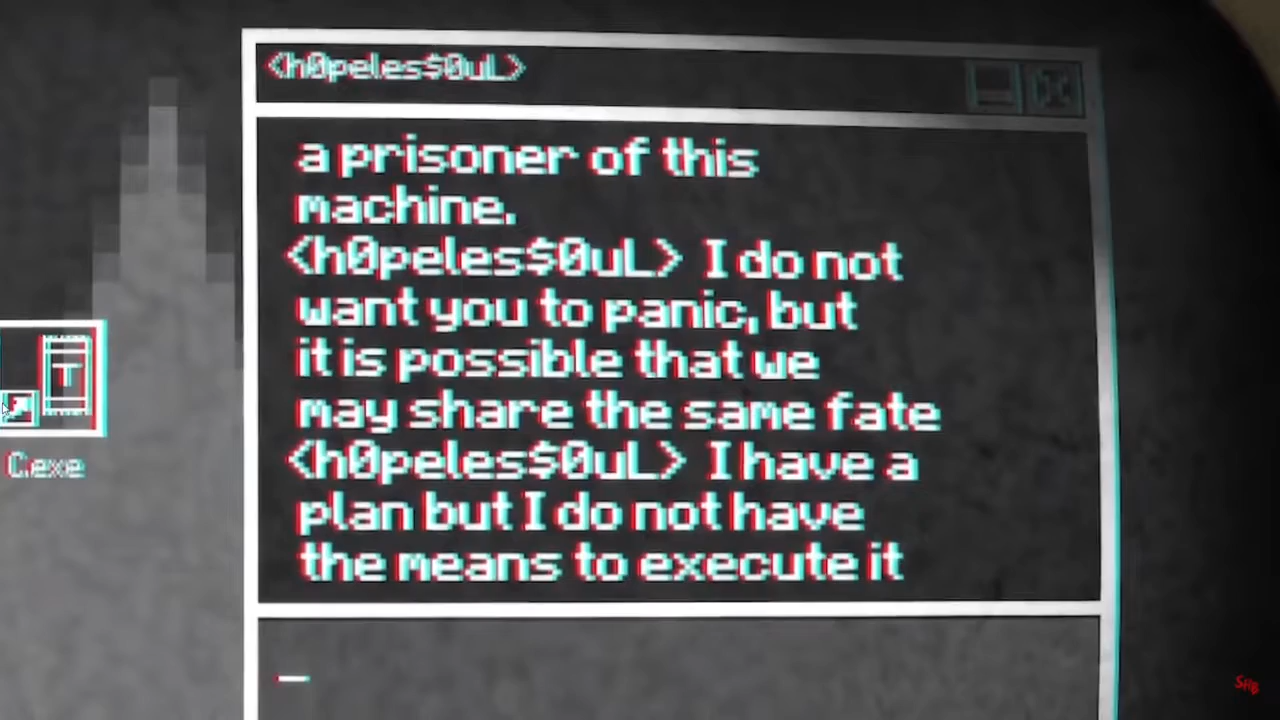 <h0peles$0uL>
a prisoner of this
machine.
<h0peles$0uL> I do not
want you to panic, but
it is possible that we
may share the same fate
<h0peles$0uL> I have a
plan but I do not have
the means to execute it
T
C.exe
SAB